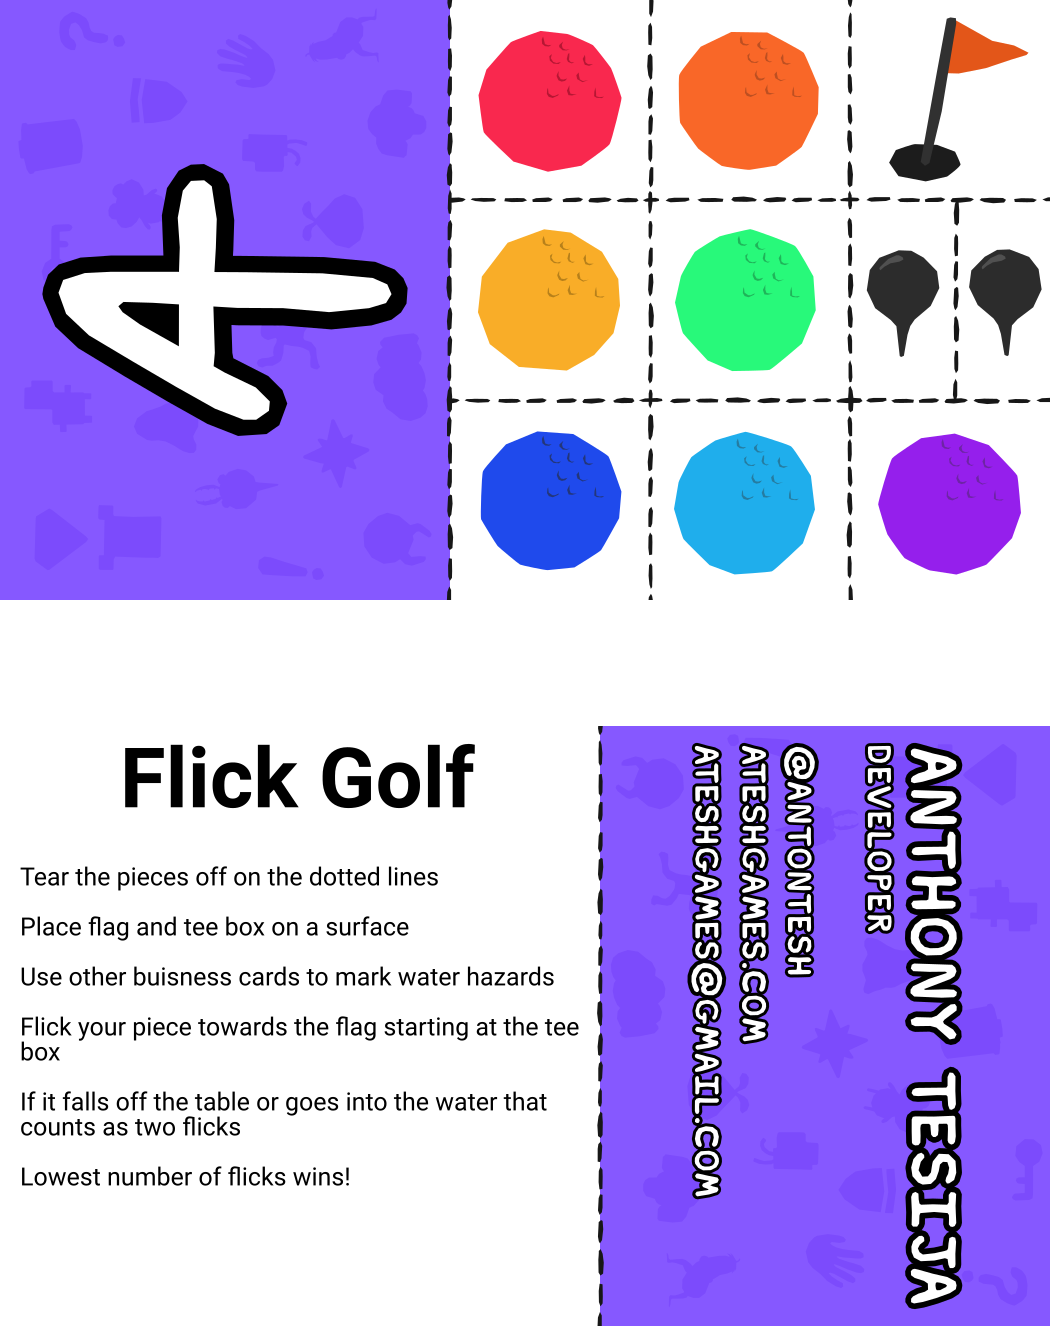 Flick Golf
Tear the pieces off on the dotted lines
Place flag and tee box on a surface
Use other buisness cards to mark water hazards
Flick your piece towards the flag starting at the tee
box
If it falls off the table or goes into the water that
counts as two flicks
Lowest number of flicks wins!
ANTHONY TESIJA
DEVELOPER
@ANTONTESH
ATESHGAMES.COM
ATESHGAMES@GMAIL.COM